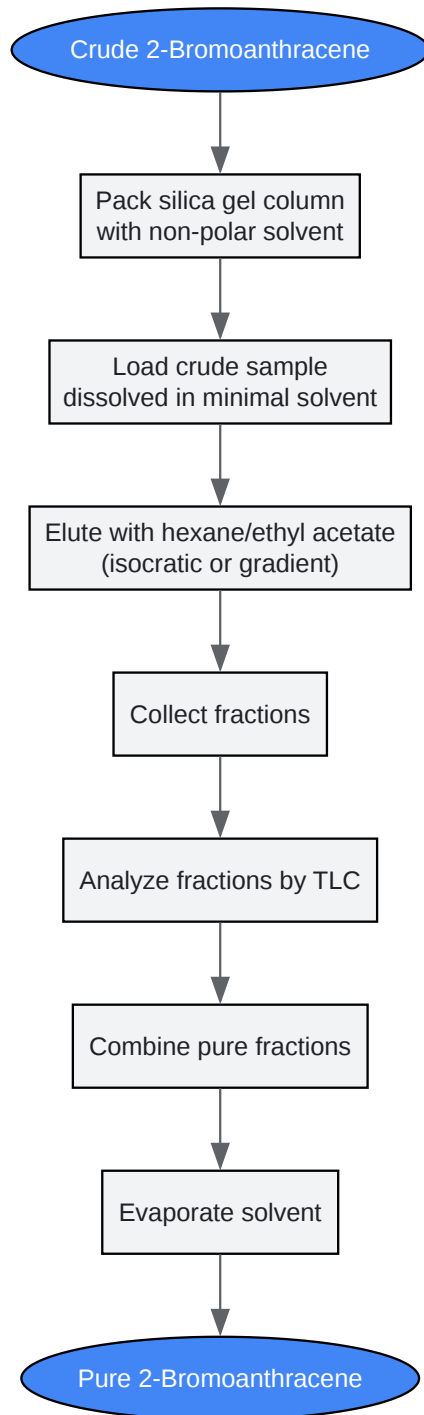 Crude 2-Bromoanthracene
Pack silica gel column
with non-polar solvent
Load crude sample
dissolved in minimal solvent
Elute with hexane/ethyl acetate
(isocratic or gradient)
Collect fractions
Analyze fractions by TLC
Combine pure fractions
Evaporate solvent
Pure 2-Bromoanthracene